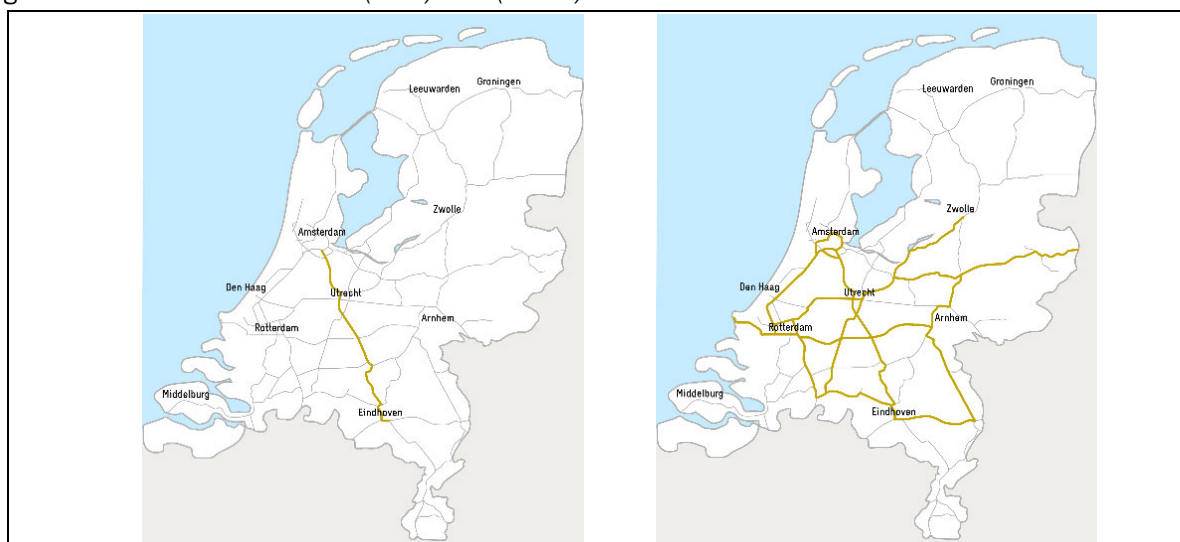 Leeuwarden
Groningen
Zwolle
Amsterdam
Den Haag
Utrecht
Rotterdam
Arnhem
Middelburg
Eindhoven
Leeuwarden
Groningen
Zwolle
Amsterdam
Den Haag
Utrecht
Rotterdam
Arnhem
Middelburg
Eindhoven